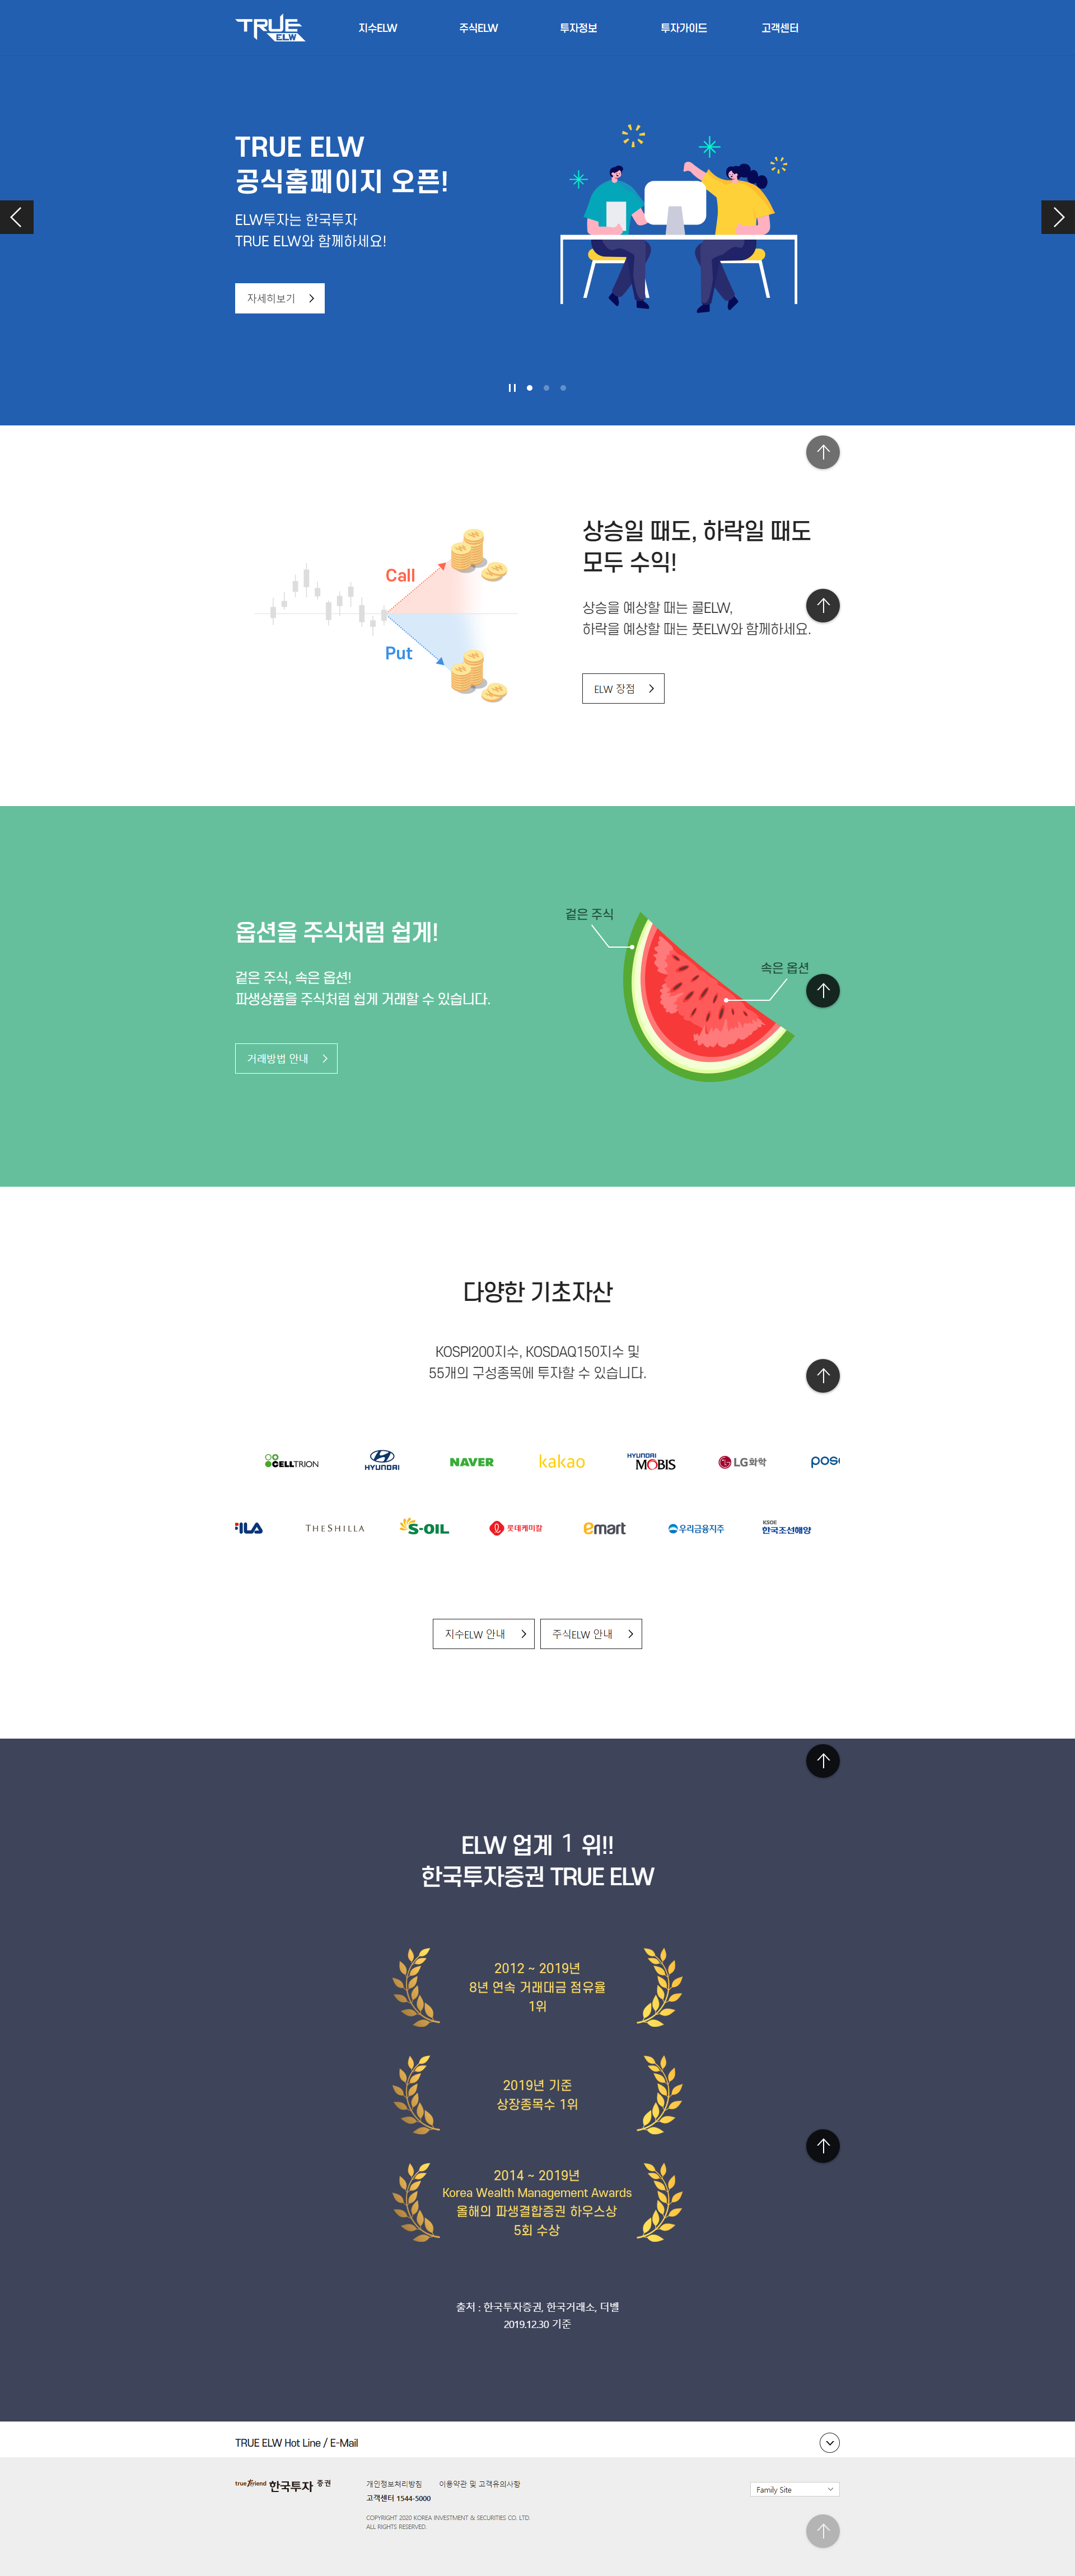 TRUE ELW
지수ELW
주식ELW
투자정보
투자가이드
고객센터
TRUE ELW
공식홈페이지 오픈!
ELW투자는 한국투자
TRUE ELW와 함께하세요!
자세히보기
상승일 때도, 하락일 때도
모두 수익!
상승을 예상할 때는 콜ELW,
하락을 예상할 때는 풋ELW와 함께하세요.
ELW 장점
Call
Put
옵션을 주식처럼 쉽게!
겉은 주식, 속은 옵션!
파생상품을 주식처럼 쉽게 거래할 수 있습니다.
거래방법 안내
겉은 주식
속은 옵션
다양한 기초자산
KOSPI200지수, KOSDAQ150지수 및
55개의 구성종목에 투자할 수 있습니다.
CELLTRION
HYUNDAI
NAVER
kakao
HYUNDAI
MOBIS
LG화학
posc
FILA
THE SHILLA
S-OIL
롯데케미칼
emart
우리금융지주
KSOE
한국조선해양
지수ELW 안내
주식ELW 안내
ELW 업계 1 위!!
한국투자증권 TRUE ELW
2012 ~ 2019년
8년 연속 거래대금 점유율
1위
2019년 기준
상장종목수 1위
2014 ~ 2019년
Korea Wealth Management Awards
올해의 파생결합증권 하우스상
5회 수상
출처 : 한국투자증권, 한국거래소, 더벨
2019.12.30 기준
TRUE ELW Hot Line / E-Mail
true friend 한국투자 증권
개인정보처리방침
이용약관 및 고객유의사항
고객센터 1544-5000
COPYRIGHT 2020 KOREA INVESTMENT & SECURITIES CO. LTD.
ALL RIGHTS RESERVED.
Family Site